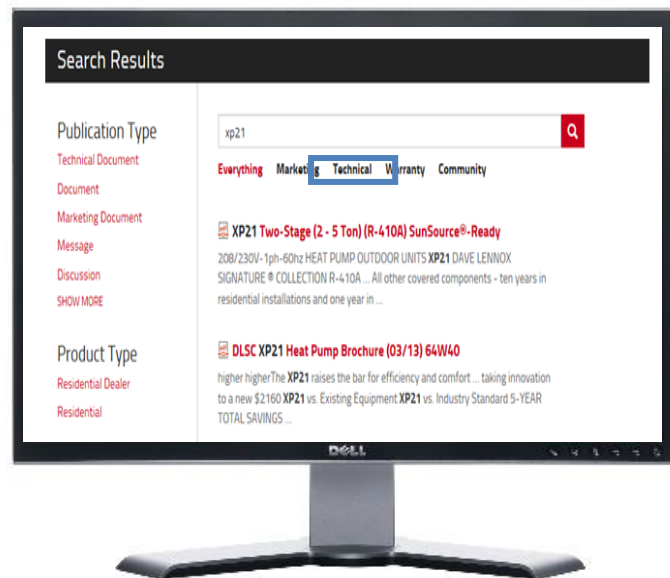 Search Results
Publication Type
Technical Document
Document
Marketing Document
Message
Discussion
SHOW MORE
Product Type
Residential Dealer
Residential
xp21
Everything Marketing Technical Warranty Community
XP21 Two-Stage (2 - 5 Ton) (R-410A) SunSource®-Ready
208/230V-1ph-60hz HEAT PUMP OUTDOOR UNITS XP21 DAVE LENNOX
SIGNATURE ® COLLECTION R-410A ... All other covered components - ten years in
residential installations and one year in ...
DLSC XP21 Heat Pump Brochure (03/13) 64W40
higher higherThe XP21 raises the bar for efficiency and comfort ... taking innovation
to a new $2160 XP21 vs. Existing Equipment XP21 vs. Industry Standard 5-YEAR
TOTAL SAVINGS ...
DELL